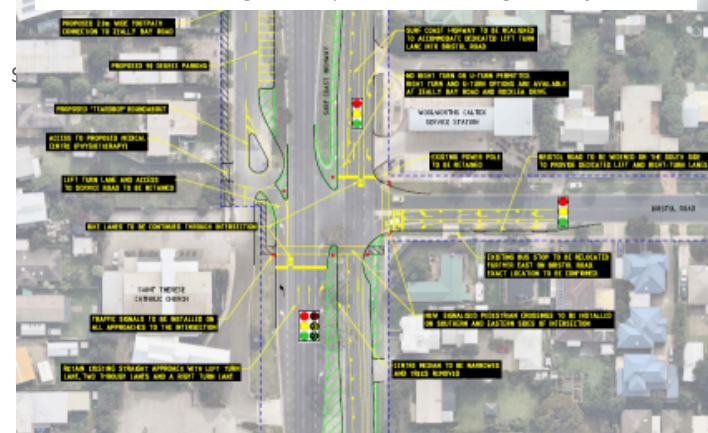 PROPOSED 2.0m WIDE FOOTPATH
CONNECTION TO ZEALLY BAY ROAD
PROPOSED 90 DEGREE PARKING
PROPOSED 'TEARDROP' ROUNDABOUT
ACCESS TO PROPOSED MEDICAL
CENTRE (PHYSIOTHERAPY)
LEFT TURN LANE AND ACCESS
TO SERVICE ROAD TO BE RETAINED
BIKE LANES TO BE CONTINUED THROUGH INTERSECTION
SAINT THERESE
CATHOLIC CHURCH
TRAFFIC SIGNALS TO BE INSTALLED ON
ALL APPROACHES TO THE INTERSECTION
RETAIN EXISTING STRAIGHT APPROACH WITH LEFT TURN
LANE, TWO THROUGH LANES AND A RIGHT TURN LANE
SURF COAST HIGHWAY
SURF COAST HIGHWAY TO BE REALIGNED
TO ACCOMMODATE DEDICATED LEFT TURN
LANE INTO BRISTOL ROAD
NO RIGHT TURN OR U-TURN PERMITTED.
RIGHT TURN AND U-TURN OPTIONS ARE AVAILABLE
AT ZEALLY BAY ROAD AND ROCKLEA DRIVE.
WOOLWORTHS CALTEX
SERVICE STATION
EXISTING POWER POLE
TO BE RETAINED
BRISTOL ROAD TO BE WIDENED ON THE SOUTH SIDE
TO PROVIDE DEDICATED LEFT AND RIGHT-TURN LANES
BRISTOL ROAD
EXISTING BUS STOP TO BE RELOCATED
FURTHER EAST ON BRISTOL ROAD
EXACT LOCATION TO BE CONFIRMED
NEW SIGNALISED PEDESTRIAN CROSSINGS TO BE INSTALLED
ON SOUTHERN AND EASTERN SIDES OF INTERSECTION
CENTRE MEDIAN TO BE NARROWED
AND TREES REMOVED